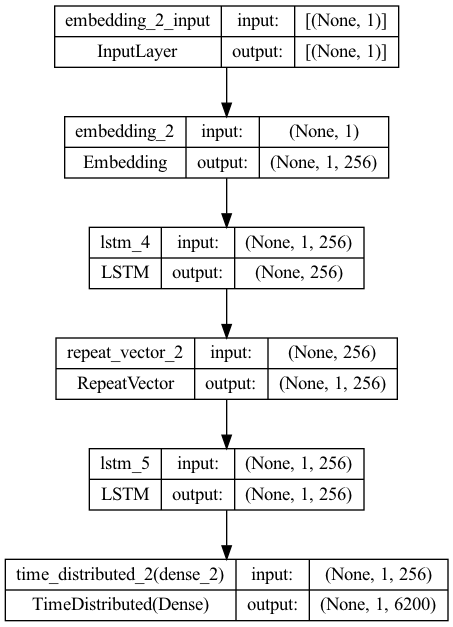 embedding_2_input input: [(None, 1)]
InputLayer output: [(None, 1)]
embedding_2 input: (None, 1)
Embedding output: (None, 1, 256)
lstm_4 input: (None, 1, 256)
LSTM output: (None, 256)
repeat_vector_2 input: (None, 256)
RepeatVector output: (None, 1, 256)
lstm_5 input: (None, 1, 256)
LSTM output: (None, 1, 256)
time_distributed_2(dense_2) input: (None, 1, 256)
TimeDistributed(Dense) output: (None, 1, 6200)